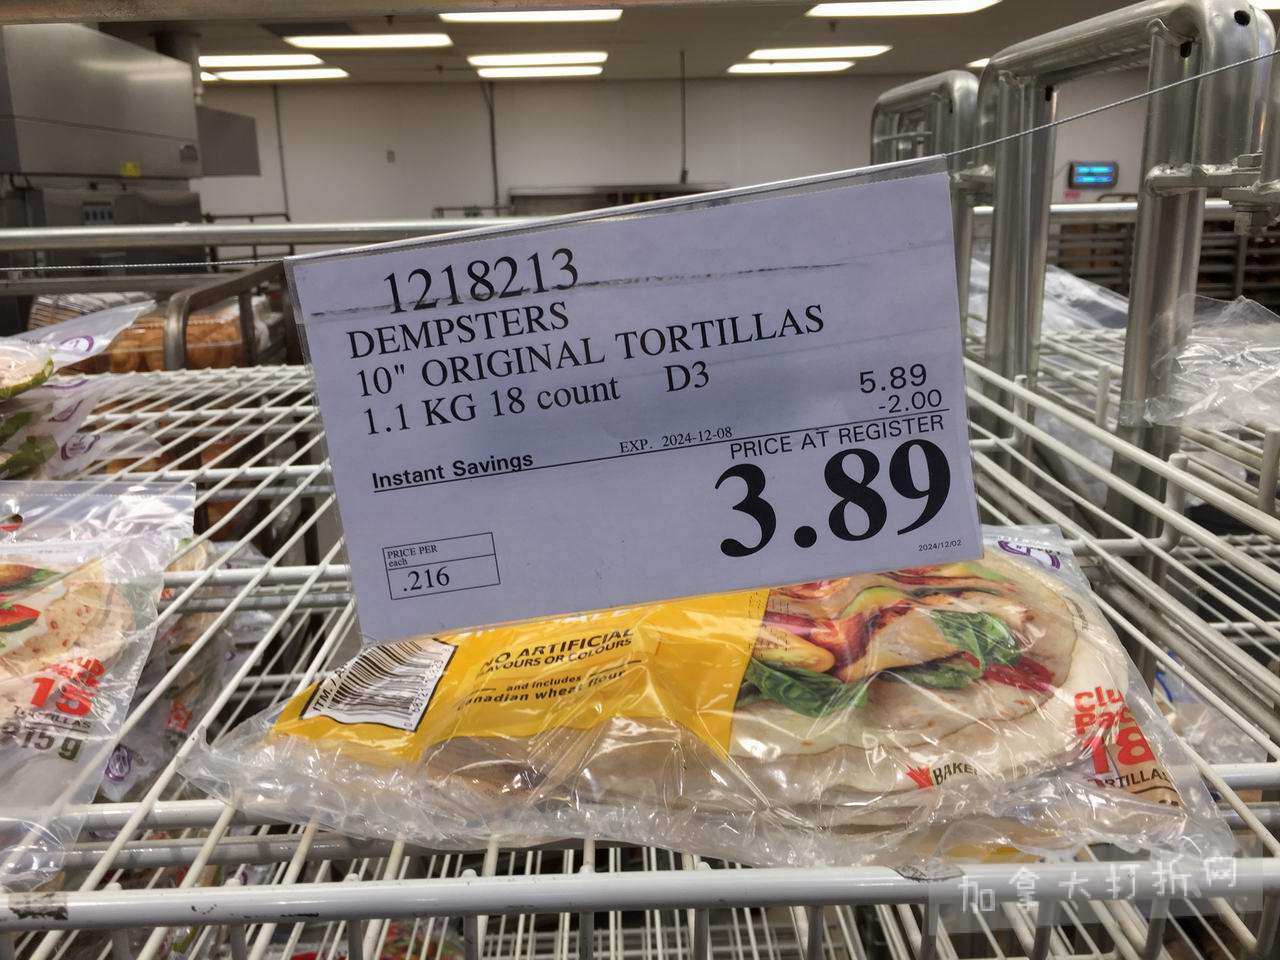 1218213
DEMPSTERS
10" ORIGINAL TORTILLAS
1.1 KG 18 count D3
5.89
-2.00
Instant Savings EXP. 2024-12-08 PRICE AT REGISTER
3.89
PRICE PER
each
.216
2024/12/02
NO ARTIFICIAL
FLAVOURS OR COLOURS
and includes
Canadian wheat flour
ITM.
Club
Pack
18
TORTILLAS
BAKE
15
TORTILLAS
815 g
加拿大打折网